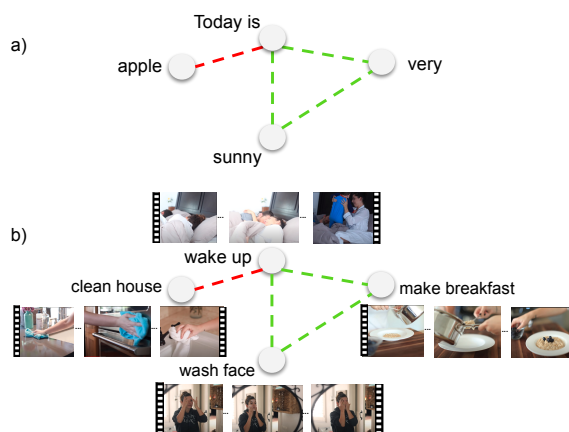 a)
Today is
apple
very
sunny
b)
wake up
clean house
make breakfast
wash face